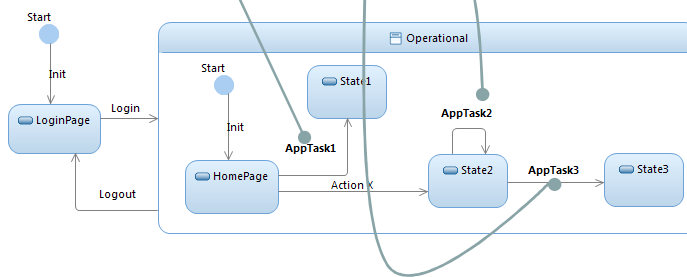 Start
Operational
Start
Init
State1
Login
AppTask2
LoginPage
Init
AppTask1
AppTask3
HomePage
State2
State3
Action X
Logout